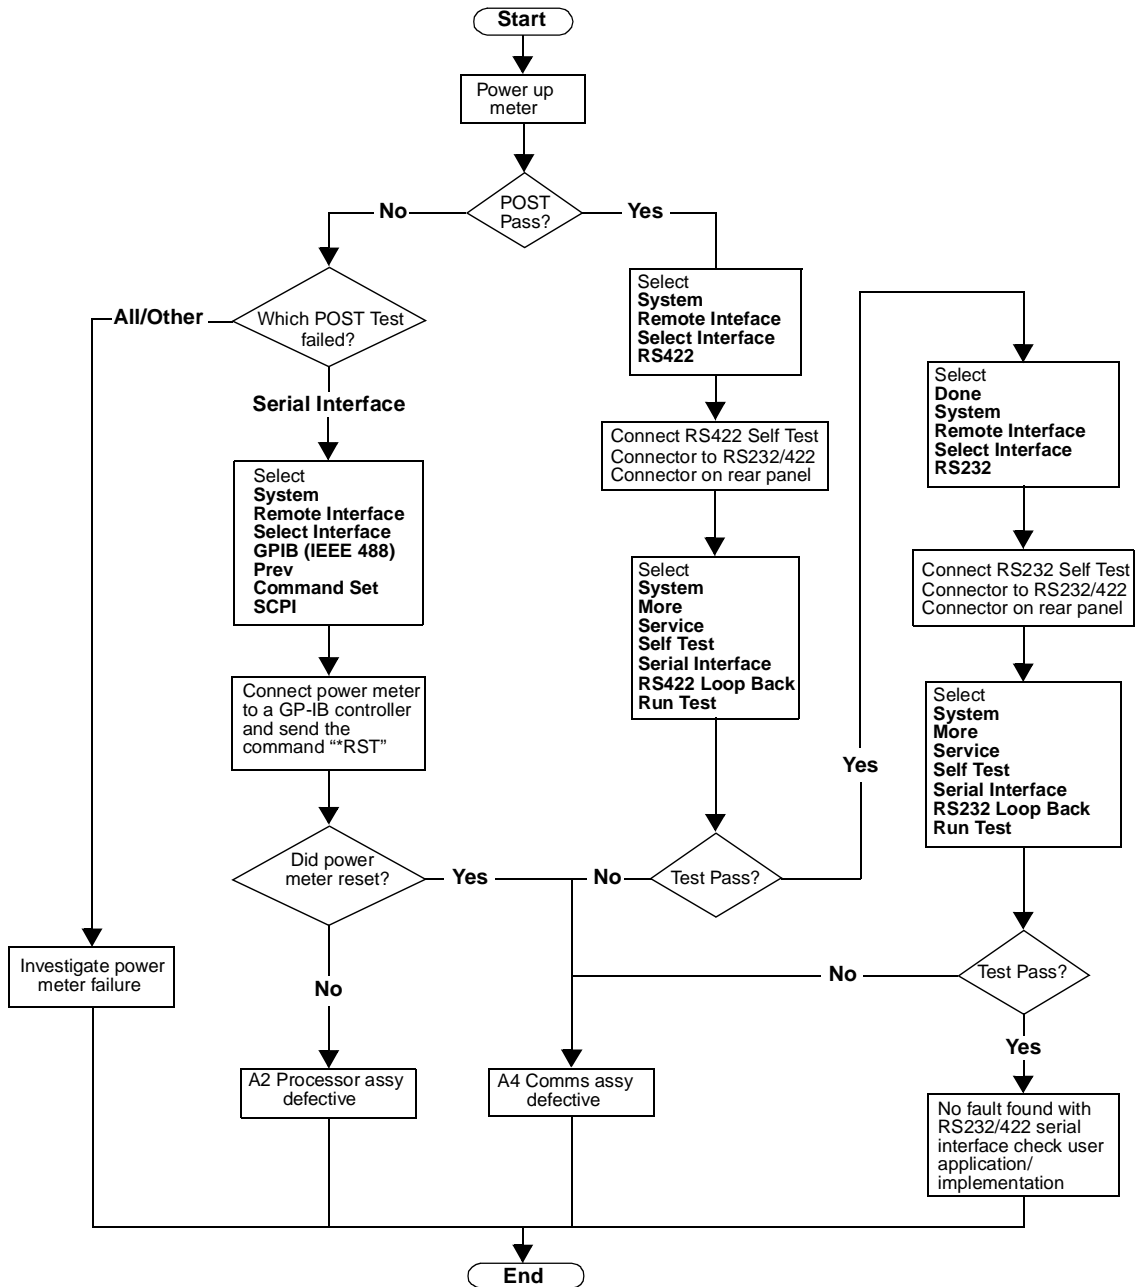 Start
Power up
meter
POST
Pass?
No
Yes
Which POST Test
failed?
All/Other
Serial Interface
Select
System
Remote Interface
Select Interface
GPIB (IEEE 488)
Prev
Command Set
SCPI
Connect power meter
to a GP-IB controller
and send the
command “*RST”
Did power
meter reset?
Yes
No
Investigate power
meter failure
A2 Processor assy
defective
A4 Comms assy
defective
Select
System
Remote Inteface
Select Interface
RS422
Connect RS422 Self Test
Connector to RS232/422
Connector on rear panel
Select
System
More
Service
Self Test
Serial Interface
RS422 Loop Back
Run Test
Test Pass?
No
Yes
Select
Done
System
Remote Interface
Select Interface
RS232
Connect RS232 Self Test
Connector to RS232/422
Connector on rear panel
Select
System
More
Service
Self Test
Serial Interface
RS232 Loop Back
Run Test
Test Pass?
No
Yes
No fault found with
RS232/422 serial
interface check user
application/
implementation
End